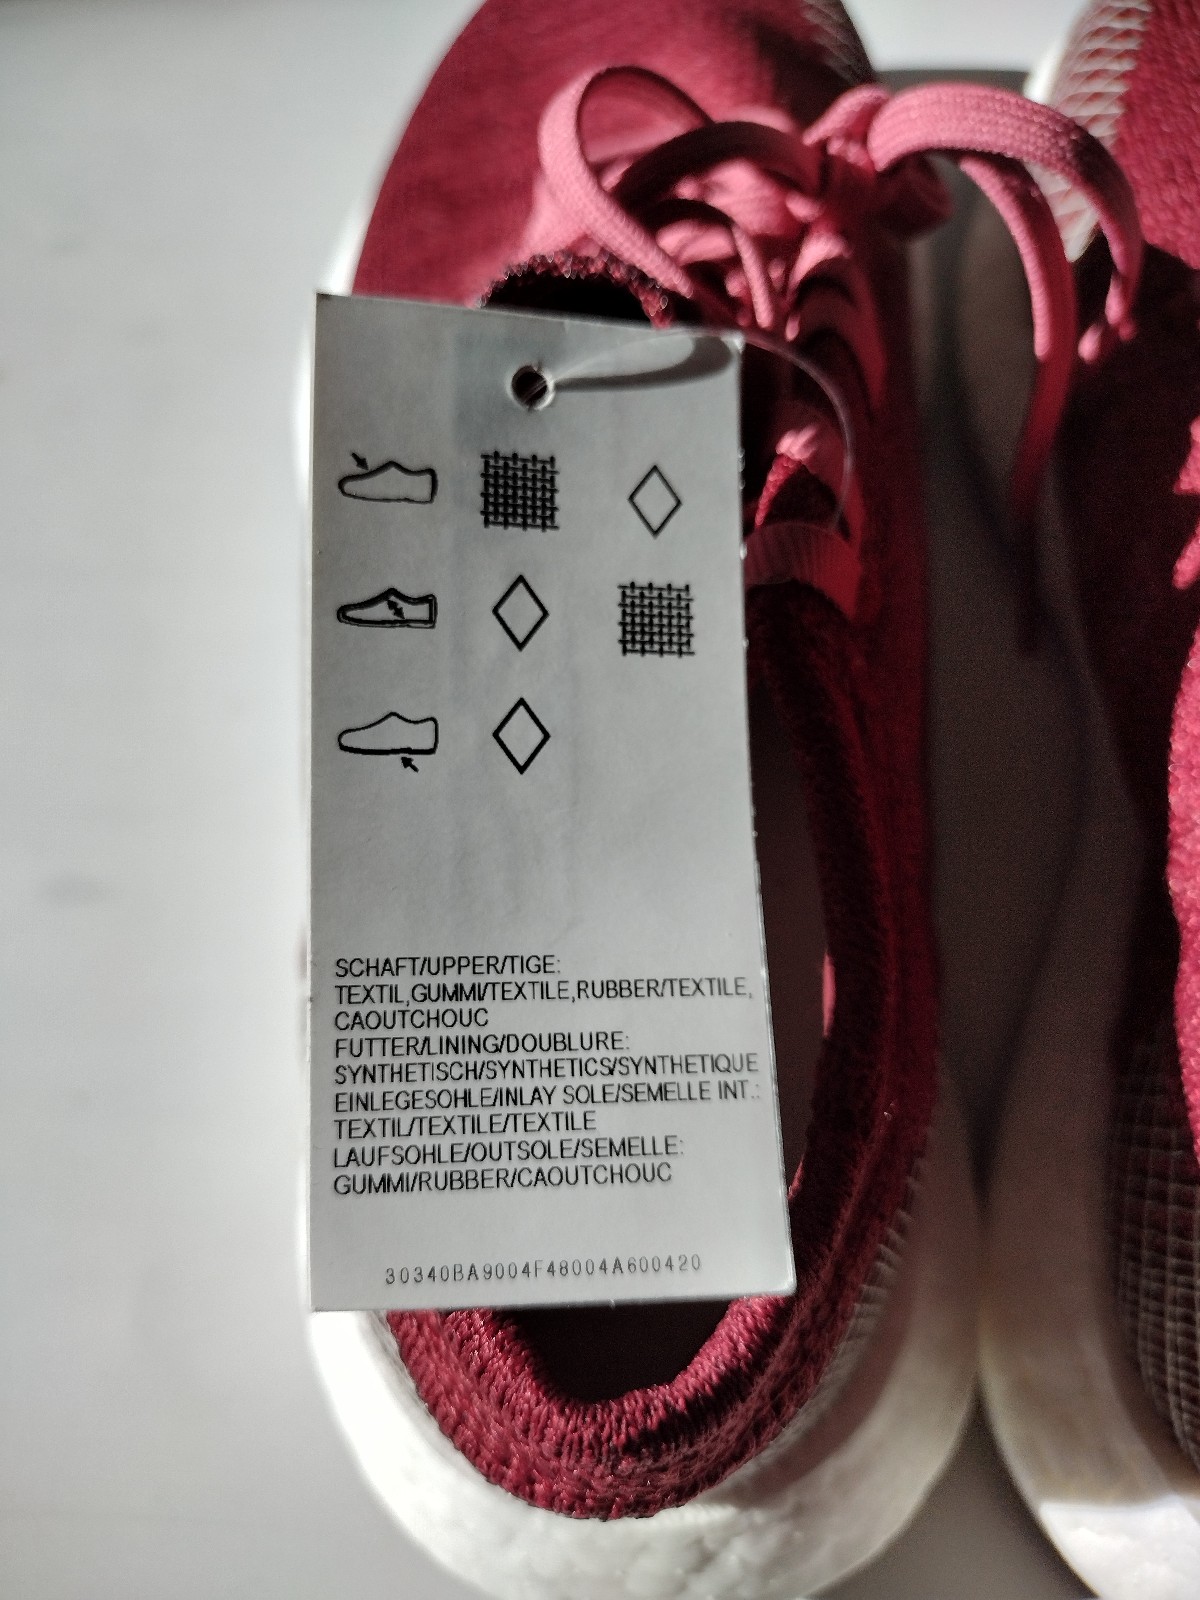 SCHAFT/UPPER/TIGE:
TEXTIL,GUMMI/TEXTILE,RUBBER/TEXTILE,
CAOUTCHOUC
FUTTER/LINING/DOUBLURE:
SYNTHETISCH/SYNTHETICS/SYNTHETIQUE
EINLEGESOHLE/INLAY SOLE/SEMELLE INT.:
TEXTIL/TEXTILE/TEXTILE
LAUFSOHLE/OUTSOLE/SEMELLE:
GUMMI/RUBBER/CAOUTCHOUC
30340BA9004F48004A600420